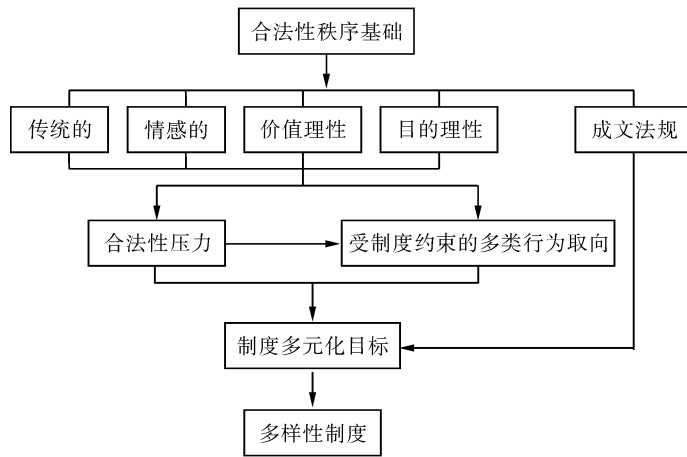 合法性秩序基础
传统的
情感的
价值理性
目的理性
成文法规
合法性压力
受制度约束的多类行为取向
制度多元化目标
多样性制度